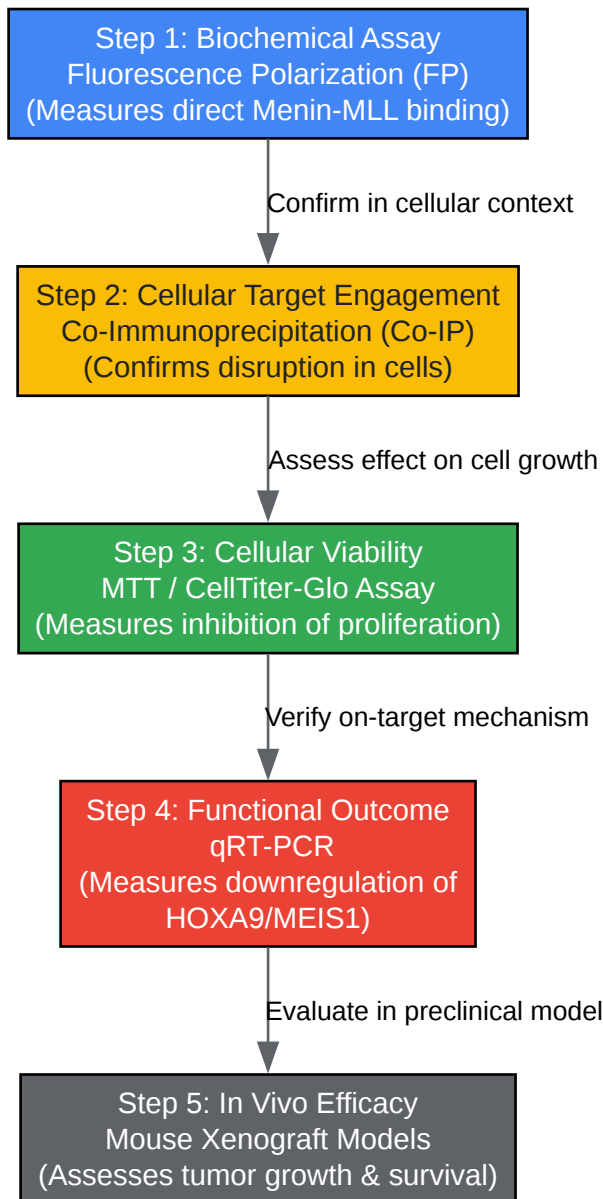 Step 1: Biochemical Assay
Fluorescence Polarization (FP)
(Measures direct Menin-MLL binding)
Confirm in cellular context
Step 2: Cellular Target Engagement
Co-Immunoprecipitation (Co-IP)
(Confirms disruption in cells)
Assess effect on cell growth
Step 3: Cellular Viability
MTT / CellTiter-Glo Assay
(Measures inhibition of proliferation)
Verify on-target mechanism
Step 4: Functional Outcome
qRT-PCR
(Measures downregulation of
HOXA9/MEIS1)
Evaluate in preclinical model
Step 5: In Vivo Efficacy
Mouse Xenograft Models
(Assesses tumor growth & survival)